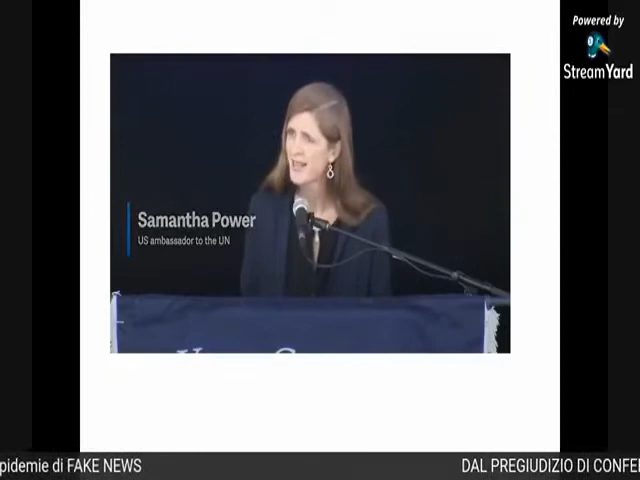 Powered by
StreamYard
Samantha Power
US ambassador to the UN
pidemie di FAKE NEWS
DAL PREGIUDIZIO DI CONFE